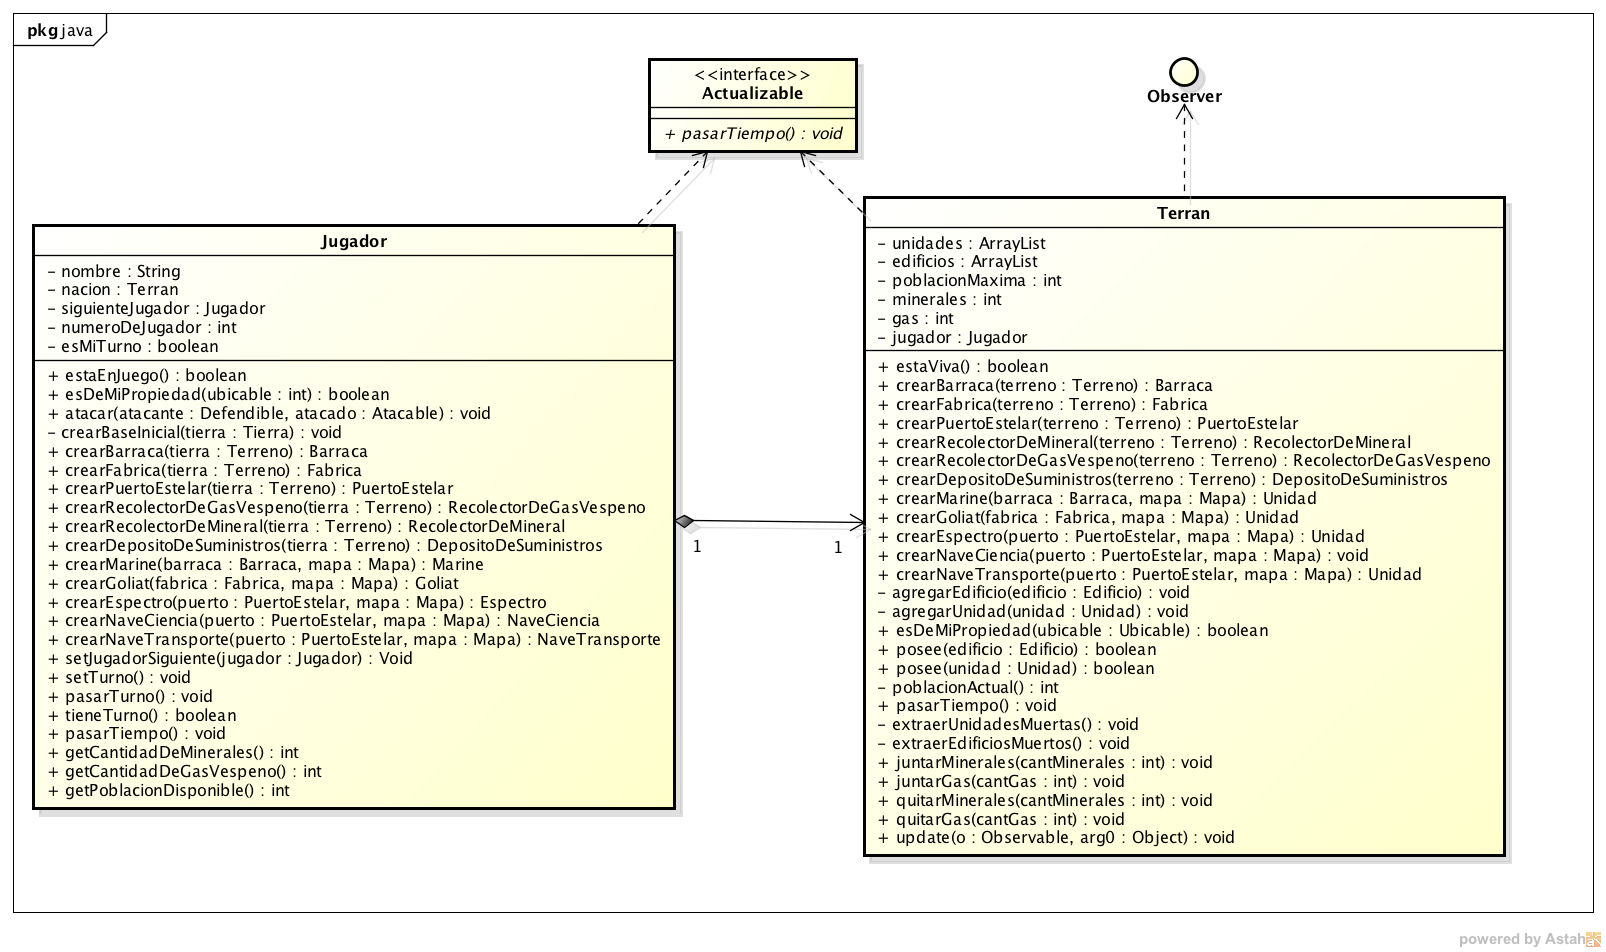 pkg java
<<interface>>
Actualizable
+ pasarTiempo() : void
Observer
Jugador
- nombre : String
- nacion : Terran
- siguienteJugador : Jugador
- numeroDeJugador : int
- esMiTurno : boolean
+ estaEnJuego() : boolean
+ esDeMiPropiedad(ubicable : int) : boolean
+ atacar(atacante : Defendible, atacado : Atacable) : void
- crearBaseInicial(tierra : Tierra) : void
+ crearBarraca(tierra : Terreno) : Barraca
+ crearFabrica(tierra : Terreno) : Fabrica
+ crearPuertoEstelar(tierra : Terreno) : PuertoEstelar
+ crearRecolectorDeGasVespeno(tierra : Terreno) : RecolectorDeGasVespeno
+ crearRecolectorDeMineral(tierra : Terreno) : RecolectorDeMineral
+ crearDepositoDeSuministros(tierra : Terreno) : DepositoDeSuministros
+ crearMarine(barraca : Barraca, mapa : Mapa) : Marine
+ crearGoliat(fabrica : Fabrica, mapa : Mapa) : Goliat
+ crearEspectro(puerto : PuertoEstelar, mapa : Mapa) : Espectro
+ crearNaveCiencia(puerto : PuertoEstelar, mapa : Mapa) : NaveCiencia
+ crearNaveTransporte(puerto : PuertoEstelar, mapa : Mapa) : NaveTransporte
+ setJugadorSiguiente(jugador : Jugador) : Void
+ setTurno() : void
+ pasarTurno() : void
+ tieneTurno() : boolean
+ pasarTiempo() : void
+ getCantidadDeMinerales() : int
+ getCantidadDeGasVespeno() : int
+ getPoblacionDisponible() : int
1
1
Terran
- unidades : ArrayList
- edificios : ArrayList
- poblacionMaxima : int
- minerales : int
- gas : int
- jugador : Jugador
+ estaViva() : boolean
+ crearBarraca(terreno : Terreno) : Barraca
+ crearFabrica(terreno : Terreno) : Fabrica
+ crearPuertoEstelar(terreno : Terreno) : PuertoEstelar
+ crearRecolectorDeMineral(terreno : Terreno) : RecolectorDeMineral
+ crearRecolectorDeGasVespeno(terreno : Terreno) : RecolectorDeGasVespeno
+ crearDepositoDeSuministros(terreno : Terreno) : DepositoDeSuministros
+ crearMarine(barraca : Barraca, mapa : Mapa) : Unidad
+ crearGoliat(fabrica : Fabrica, mapa : Mapa) : Unidad
+ crearEspectro(puerto : PuertoEstelar, mapa : Mapa) : Unidad
+ crearNaveCiencia(puerto : PuertoEstelar, mapa : Mapa) : void
+ crearNaveTransporte(puerto : PuertoEstelar, mapa : Mapa) : Unidad
- agregarEdificio(edificio : Edificio) : void
- agregarUnidad(unidad : Unidad) : void
+ esDeMiPropiedad(ubicable : Ubicable) : boolean
+ posee(edificio : Edificio) : boolean
+ posee(unidad : Unidad) : boolean
- poblacionActual() : int
+ pasarTiempo() : void
- extraerUnidadesMuertas() : void
- extraerEdificiosMuertos() : void
+ juntarMinerales(cantMinerales : int) : void
+ juntarGas(cantGas : int) : void
+ quitarMinerales(cantMinerales : int) : void
+ quitarGas(cantGas : int) : void
+ update(o : Observable, arg0 : Object) : void
powered by Astah